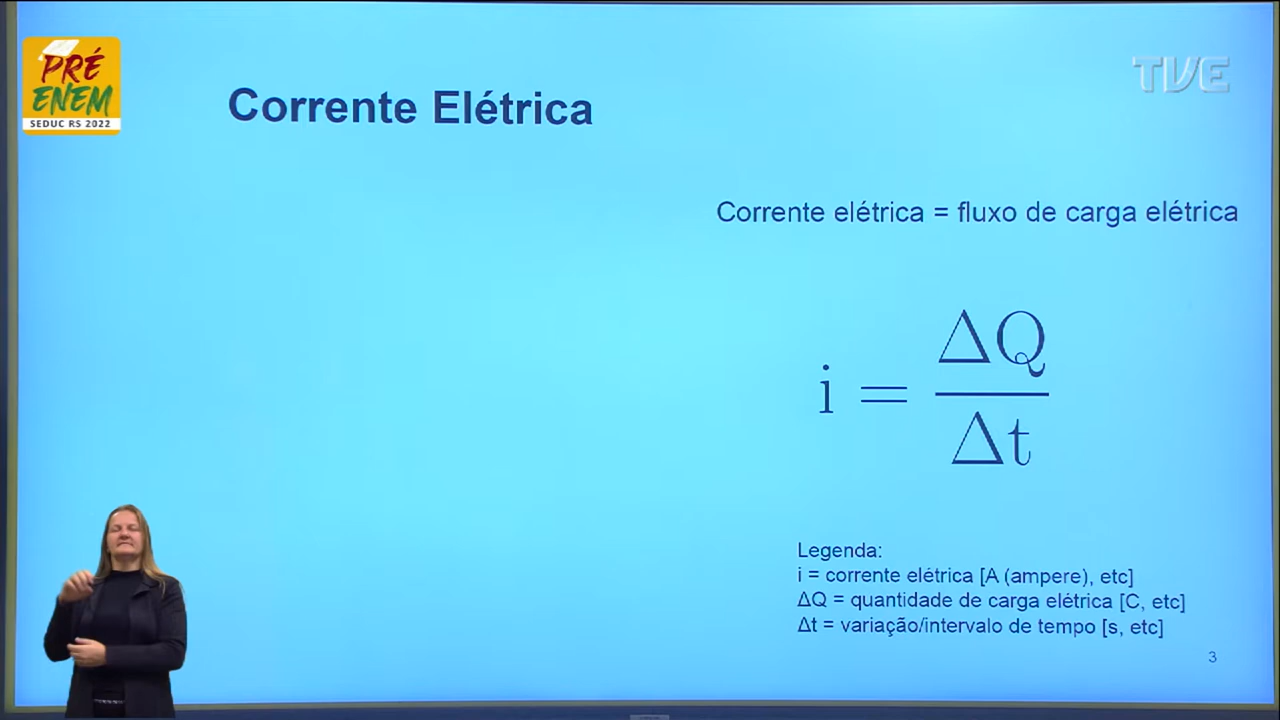 PRÉ
ENEM
SEDUC RS 2022
TVE
Corrente Elétrica
Corrente elétrica = fluxo de carga elétrica
i = ΔQ / Δt
Legenda:
i = corrente elétrica [A (ampere), etc]
ΔQ = quantidade de carga elétrica [C, etc]
Δt = variação/intervalo de tempo [s, etc]
3